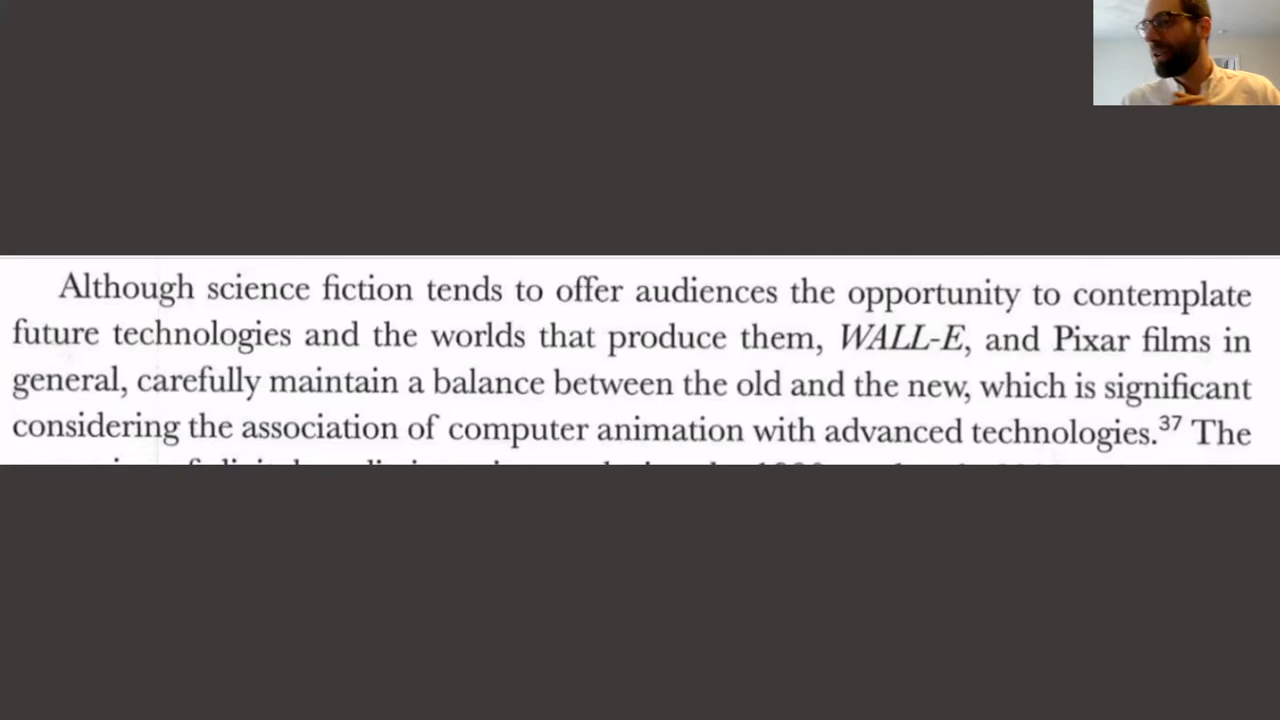 Although science fiction tends to offer audiences the opportunity to contemplate
future technologies and the worlds that produce them, WALL-E, and Pixar films in
general, carefully maintain a balance between the old and the new, which is significant
considering the association of computer animation with advanced technologies.37 The